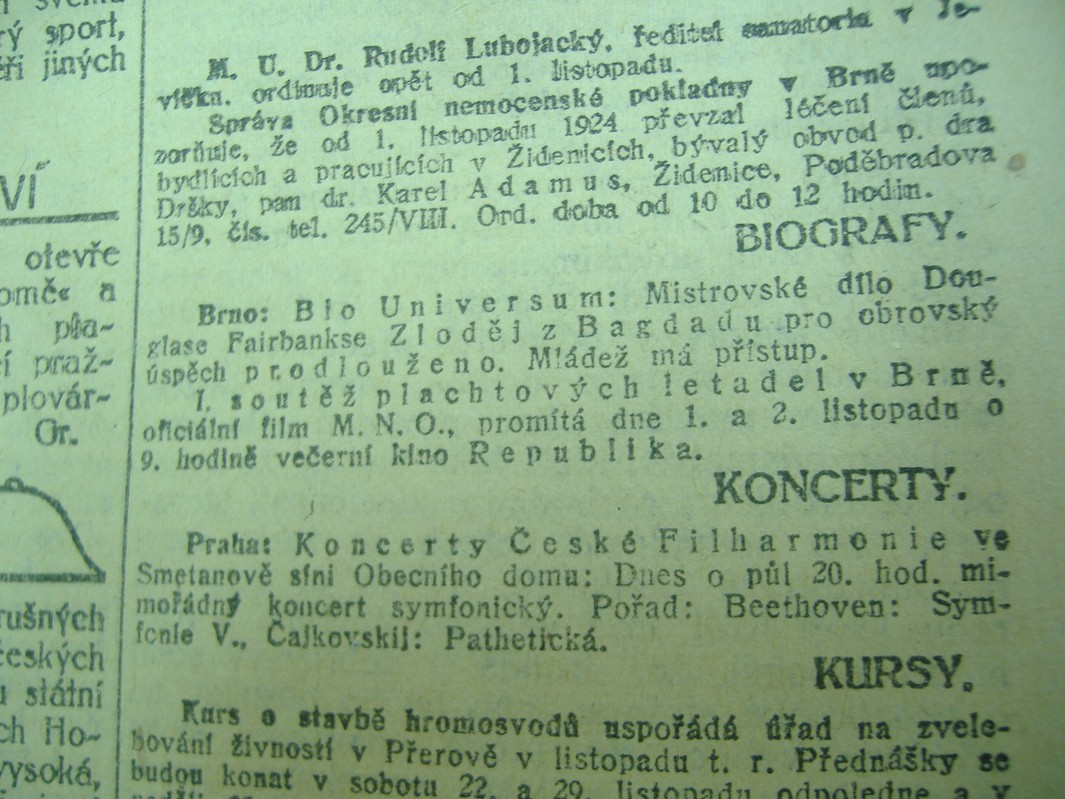 svému
rý sport,
ěři jiných
VÍ
otevře
omčε a
h pla-
cí praž-
plovár-
Gr.
rušných
českých
u státní
ch Ho-
vysoká,
M. U. Dr. Rudolf Lubojacký, ředitel sanatoria v Je-
víčku, ordinuje opět od 1. listopadu.
Správa Okresní nemocenské pokladny v Brně upo-
zorňuje, že od 1. listopadu 1924 převzal léčení členů,
bydlících a pracujících v Židenicích, bývalý obvod p. dra
Dršky, pan dr. Karel Adamus, Židenice, Poděbradova
15/9, čís. tel. 245/VIII. Ord. doba od 10 do 12 hodin.
BIOGRAFY.
Brno: Bio Universum: Mistrovské dílo Dou-
glase Fairbankse Zloděj z Bagdadu pro obrovský
úspěch prodlouženo. Mládež má přístup.
I. soutěž plachtových letadel v Brně,
oficiální film M. N. O., promítá dne 1. a 2. listopadu o
9. hodině večerní kino Republika.
KONCERTY.
Praha: Koncerty České Filharmonie ve
Smetanově síni Obecního domu: Dnes o půl 20. hod. mi-
mořádný koncert symfonický. Pořad: Beethoven: Sym-
fonie V., Čajkovskij: Pathetická.
KURSY.
Kurs o stavbě hromosvodů uspořádá úřad na zvele-
bování živností v Přerově v listopadu t. r. Přednášky se
budou konat v sobotu 22. a 29. listopadu odpoledne a v